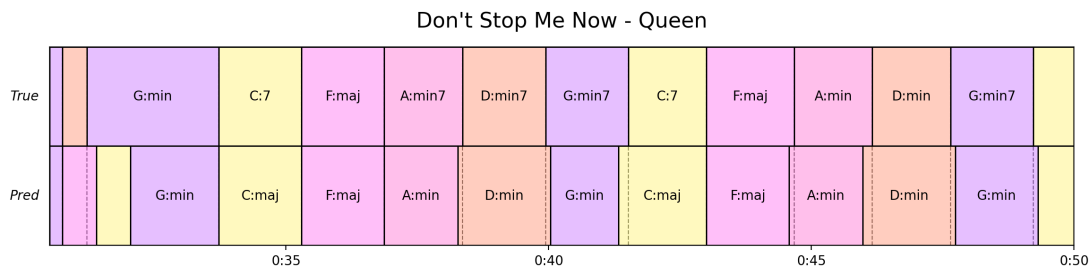 Don't Stop Me Now - Queen
True G:min C:7 F:maj A:min7 D:min7 G:min7 C:7 F:maj A:min D:min G:min7
Pred G:min C:maj F:maj A:min D:min G:min C:maj F:maj A:min D:min G:min
0:35 0:40 0:45 0:50